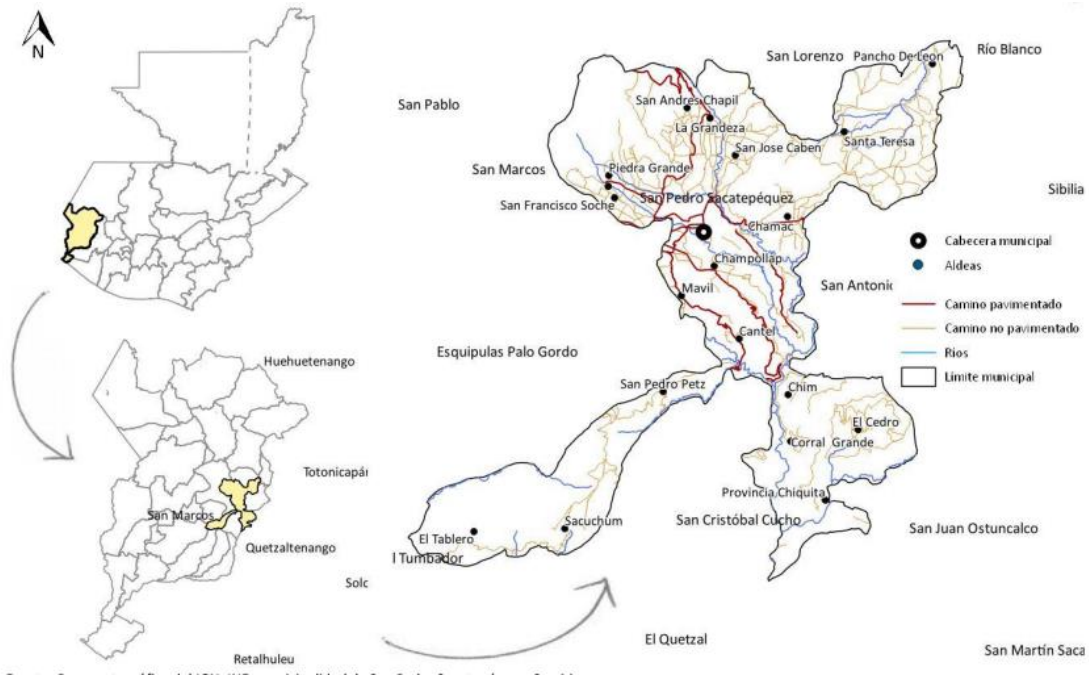 N
Huehuetenango
Totonicapán
San Marcos
Quetzaltenango
Solo
Retalhuleu
San Lorenzo
Pancho De Leon
Río Blanco
San Pablo
San Andres Chapil
La Grandeza
San Jose Caben
Santa Teresa
San Marcos
Piedra Grande
San Francisco Soche
San Pedro Sacatepéquez
Sibilia
Chamac
Champollap
Mavil
San Antonio
Cantel
Esquipulas Palo Gordo
San Pedro Petz
Chim
El Cedro
Corral Grande
Provincia Chiquita
San Cristóbal Cucho
San Juan Ostuncalco
El Tablero
Sacuchum
l Tumbador
El Quetzal
San Martín Saca
Cabecera municipal
Aldeas
Camino pavimentado
Camino no pavimentado
Rios
Límite municipal